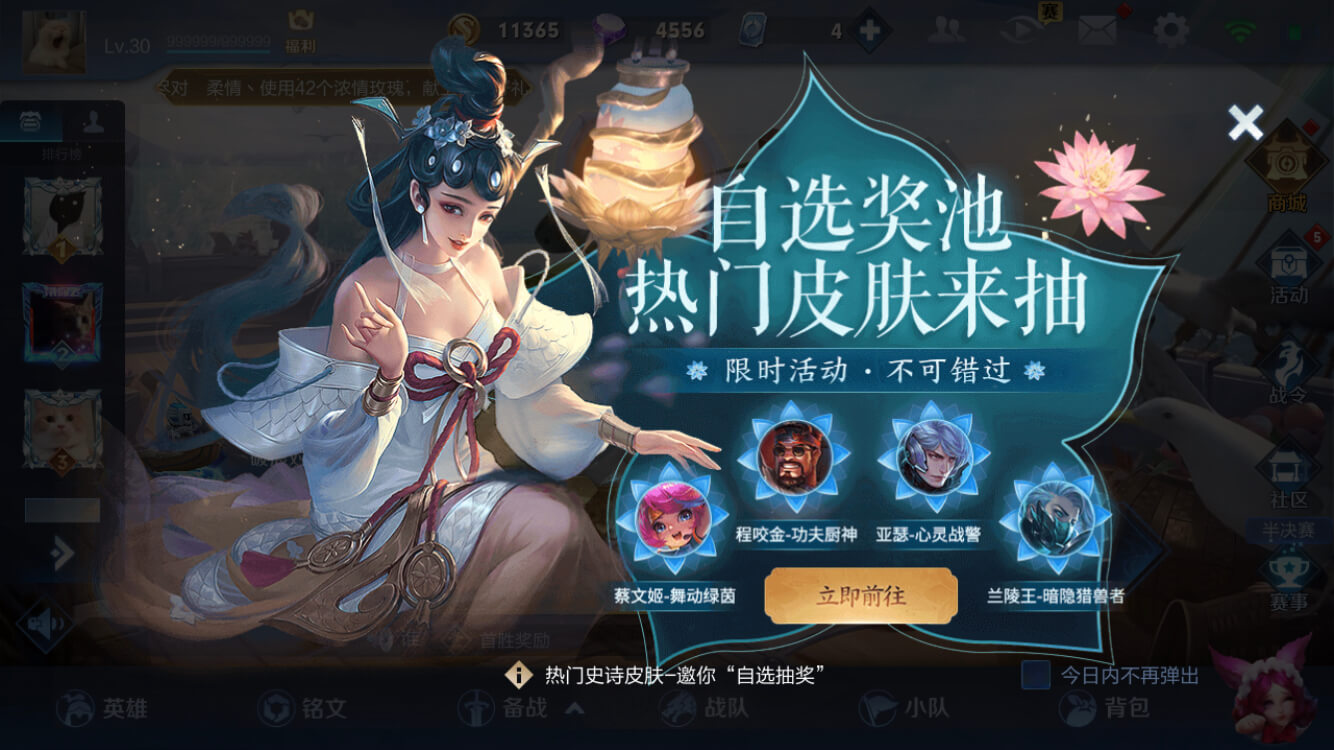 Lv.30
999999/999999
福利
11365
4556
4
赛
柔情丶使用42个浓情玫瑰，献
排行榜
1
2
3
商城
5
活动
战令
社区
半决赛
赛事
自选奖池
热门皮肤来抽
限时活动·不可错过
程咬金-功夫厨神
亚瑟-心灵战警
蔡文姬-舞动绿茵
兰陵王-暗隐猎兽者
立即前往
首胜奖励
热门史诗皮肤-邀你“自选抽奖”
今日内不再弹出
英雄
铭文
备战
战队
小队
背包